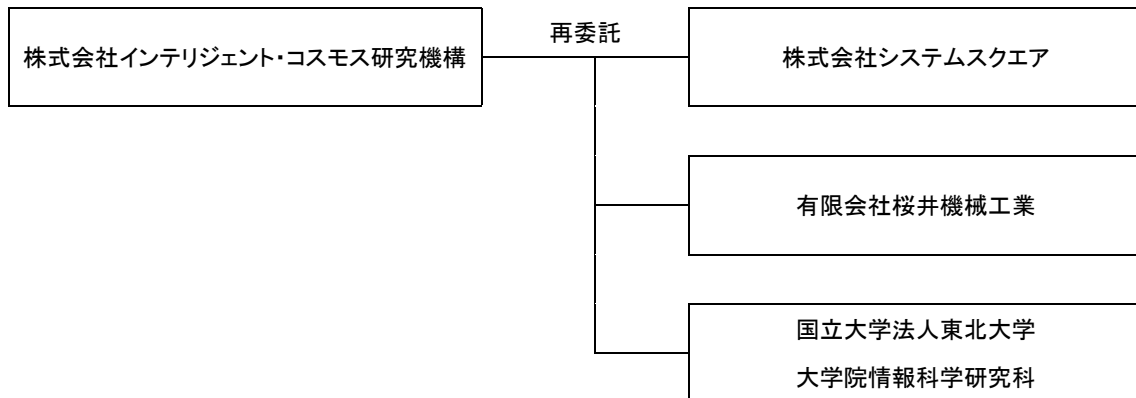 再委託
株式会社インテリジェント・コスモス研究機構
株式会社システムスクエア
有限会社桜井機械工業
国立大学法人東北大学
大学院情報科学研究科